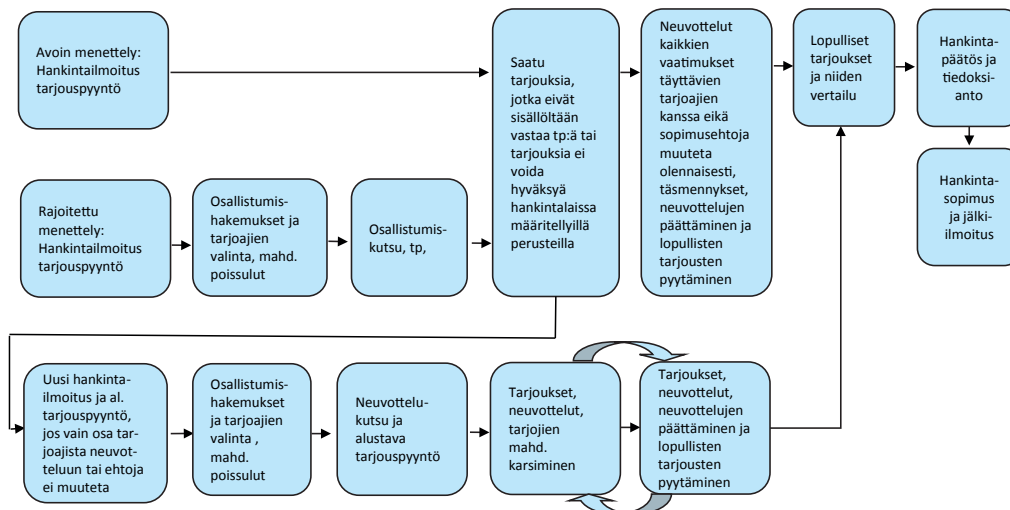 Avoin menettely:
Hankintailmoitus
tarjouspyyntö
Saatu
tarjouksia,
jotka eivät
sisällöltään
vastaa tp:ä tai
tarjouksia ei
voida
hyväksyä
hankintalaissa
määritellyillä
perusteilla
Neuvottelut
kaikkien
vaatimukset
täyttävien
tarjoajien
kanssa eikä
sopimusehtoja
muuteta
olennaisesti,
täsmennykset,
neuvottelujen
päättäminen ja
lopullisten
tarjousten
pyytäminen
Lopulliset
tarjoukset
ja niiden
vertailu
Hankinta-
päätös ja
tiedoksi-
anto
Hankinta-
sopimus
ja jälki-
ilmoitus
Rajoitettu
menettely:
Hankintailmoitus
tarjouspyyntö
Osallistumis-
hakemukset ja
tarjoajien
valinta, mahd.
poissulut
Osallistumis-
kutsu, tp,
Uusi hankinta-
ilmoitus ja al.
tarjouspyyntö,
jos vain osa tar-
joajista neuvot-
teluun tai ehtoja
ei muuteta
Osallistumis-
hakemukset
ja tarjoajien
valinta ,
mahd.
poissulut
Neuvottelu-
kutsu ja
alustava
tarjouspyyntö
Tarjoukset,
neuvottelut,
tarjojien
mahd.
karsiminen
Tarjoukset,
neuvottelut,
neuvottelujen
päättäminen ja
lopullisten
tarjousten
pyytäminen